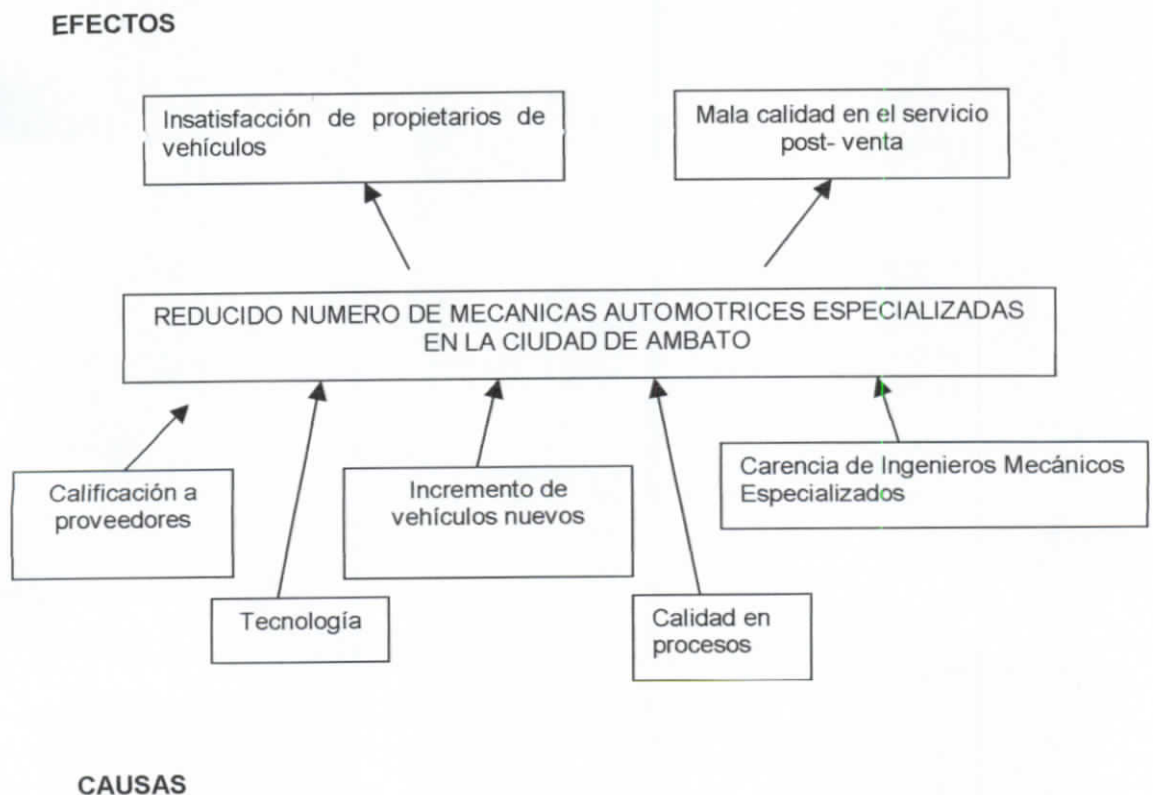 EFECTOS
Insatisfacción de propietarios de
vehículos
Mala calidad en el servicio
post- venta
REDUCIDO NUMERO DE MECANICAS AUTOMOTRICES ESPECIALIZADAS
EN LA CIUDAD DE AMBATO
Calificación a
proveedores
Incremento de
vehículos nuevos
Carencia de Ingenieros Mecánicos
Especializados
Tecnología
Calidad en
procesos
CAUSAS